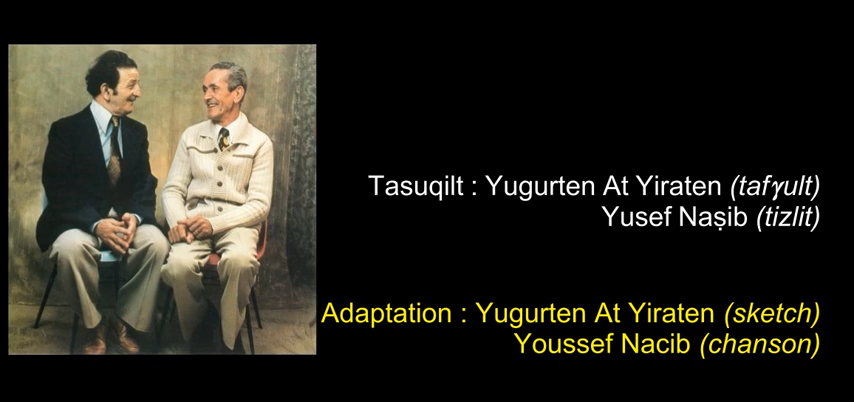 Tasuqilt : Yugurten At Yiraten (tafɣult)
Yusef Naṣib (tizlit)
Adaptation : Yugurten At Yiraten (sketch)
Youssef Nacib (chanson)